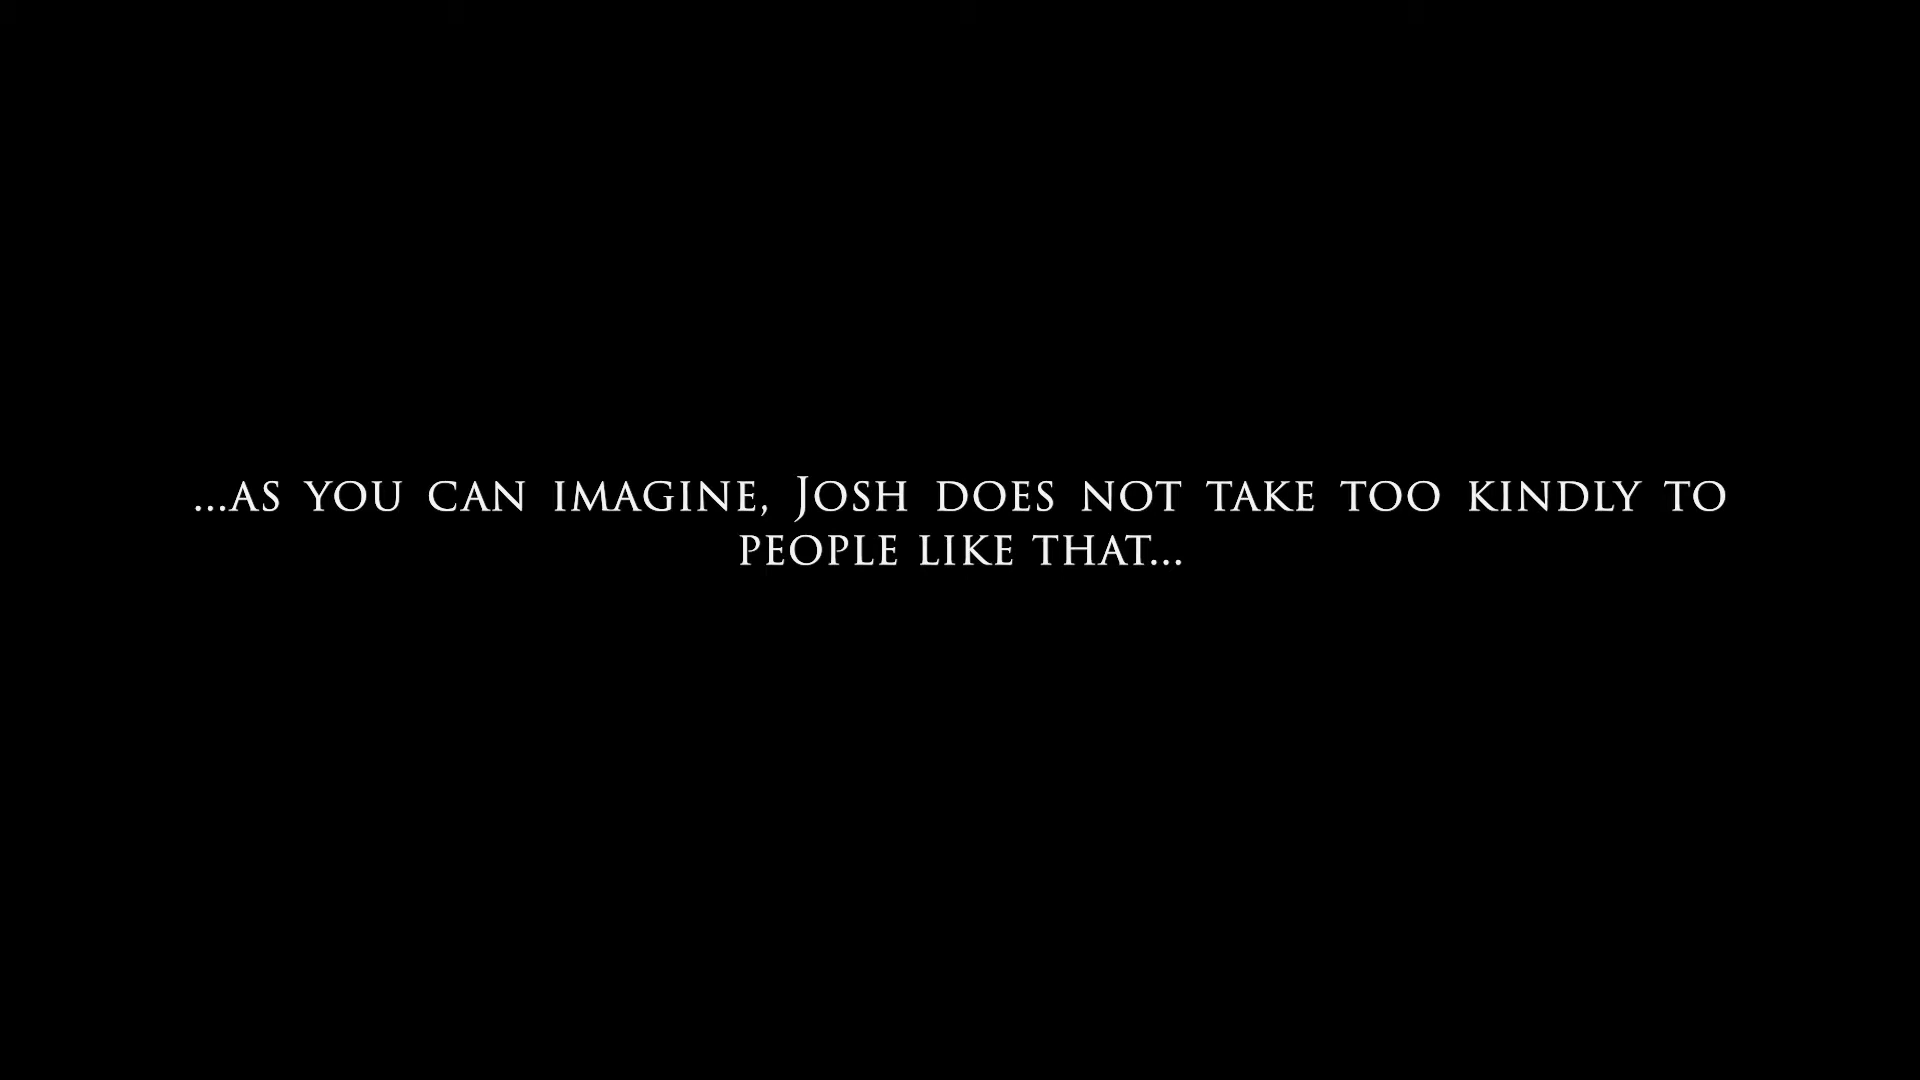 ...as you can imagine, Josh does not take too kindly to
people like that...